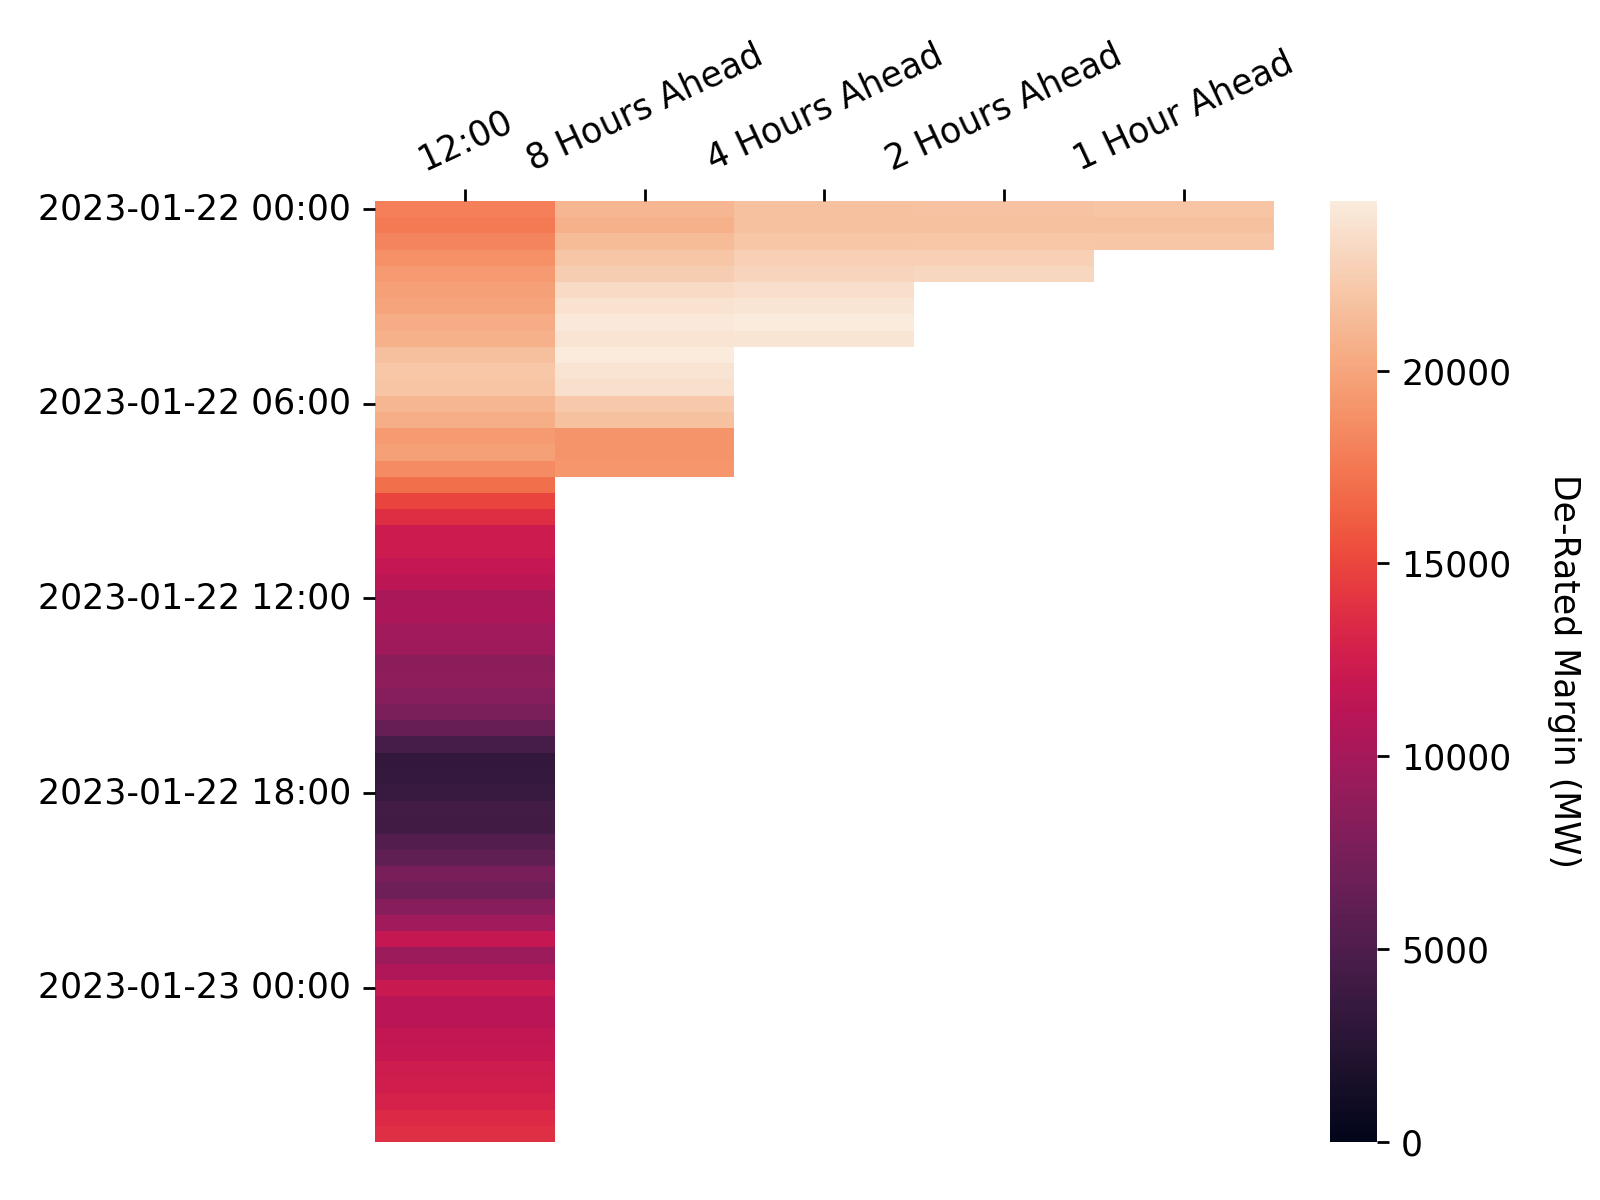 12:00
8 Hours Ahead
4 Hours Ahead
2 Hours Ahead
1 Hour Ahead
2023-01-22 00:00
2023-01-22 06:00
2023-01-22 12:00
2023-01-22 18:00
2023-01-23 00:00
20000
15000
10000
5000
0
De-Rated Margin (MW)